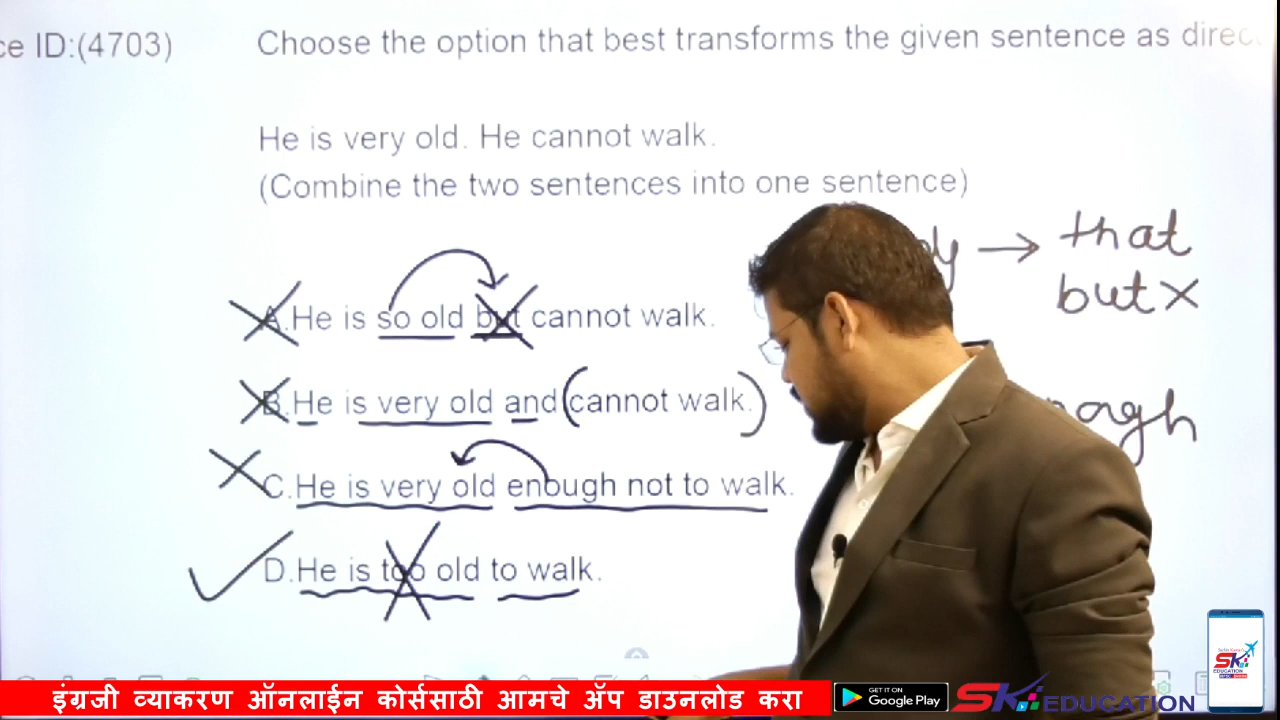 ce ID:(4703) Choose the option that best transforms the given sentence as direc
He is very old. He cannot walk.
(Combine the two sentences into one sentence)
→ that
but x
A.He is so old but cannot walk.
B.He is very old and (cannot walk.)
C.He is very old enough not to walk.
D.He is too old to walk.
इंग्रजी व्याकरण ऑनलाईन कोर्ससाठी आमचे ॲप डाउनलोड करा
GET IT ON
Google Play
SK EDUCATION
SK
EDUCATION